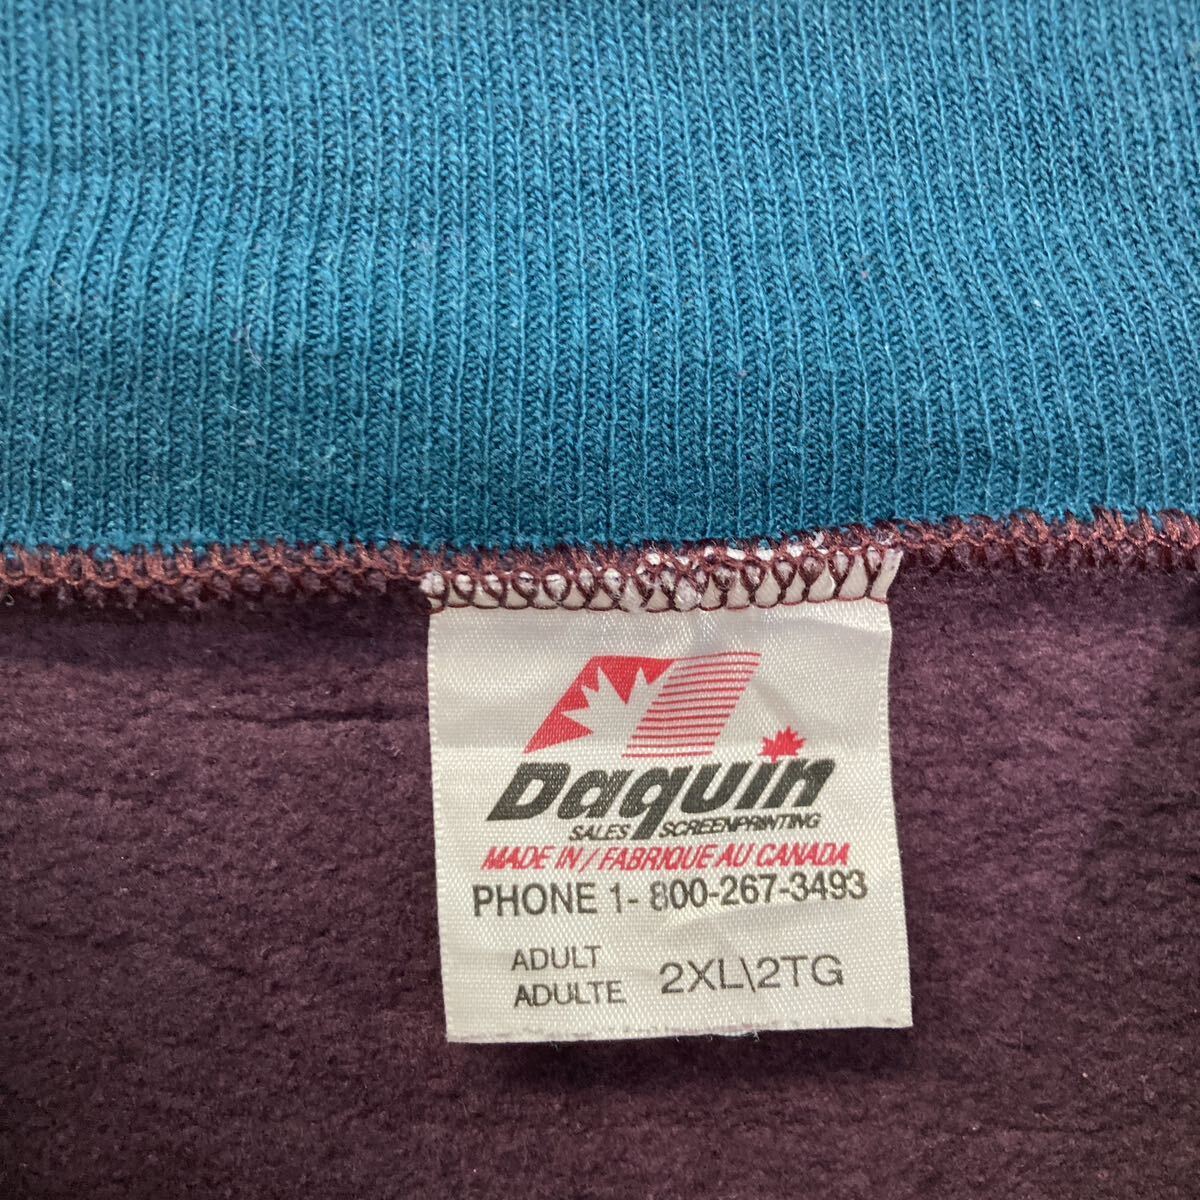 Daquin
SALES SCREENPRINTING
MADE IN / FABRIQUE AU CANADA
PHONE 1- 800-267-3493
ADULT
ADULTE 2XL\2TG